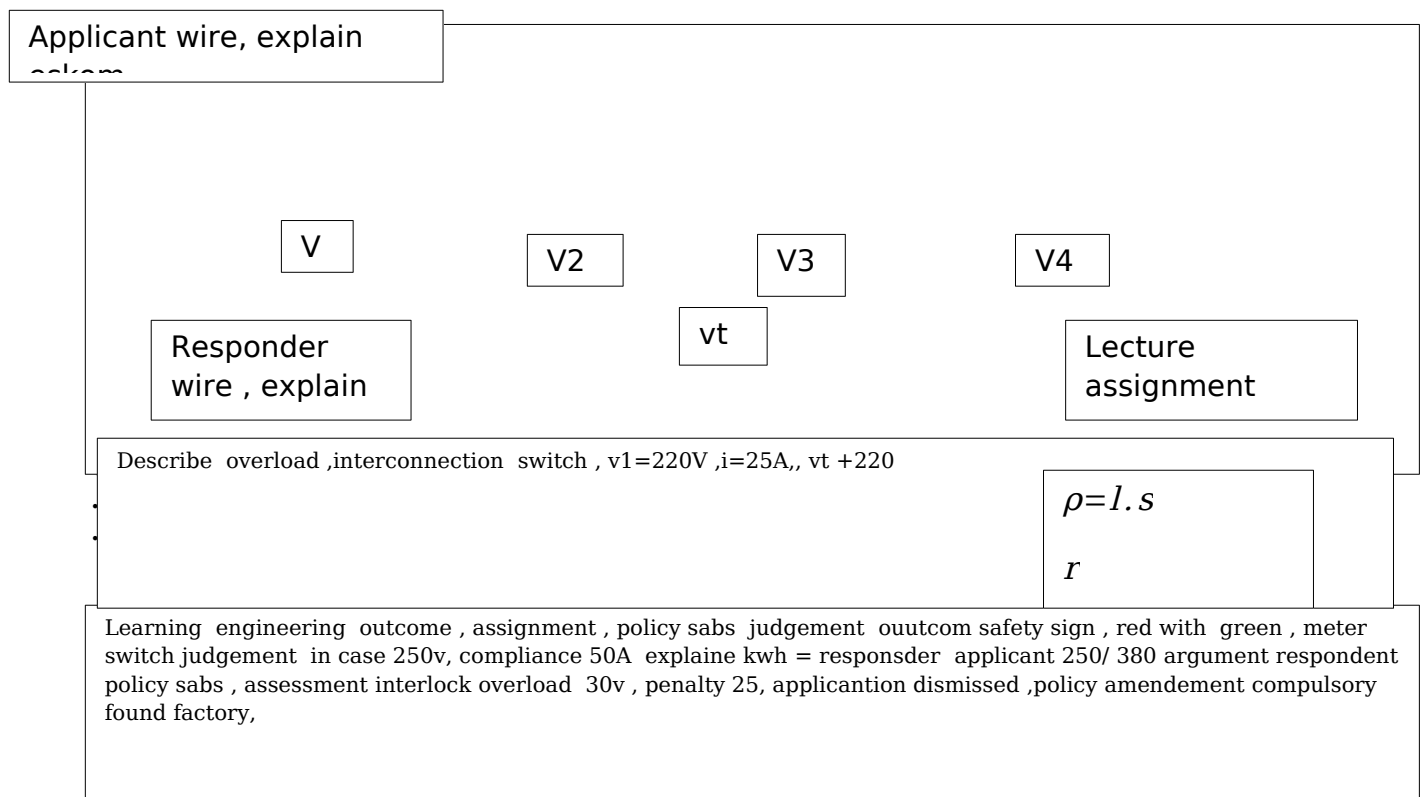 Applicant wire, explain
V
V2
V3
V4
vt
Responder
wire , explain
Lecture
assignment
Describe  overload ,interconnection  switch , v1=220V ,i=25A,, vt +220
ρ=l.s
r
Learning  engineering  outcome , assignment , policy sabs  judgement  ouutcom safety sign , red with  green , meter
switch judgement  in case 250v, compliance 50A  explaine kwh = responsder  applicant 250/ 380 argument respondent
policy sabs , assessment interlock overload  30v , penalty 25, applicantion dismissed ,policy amendement compulsory
found factory,